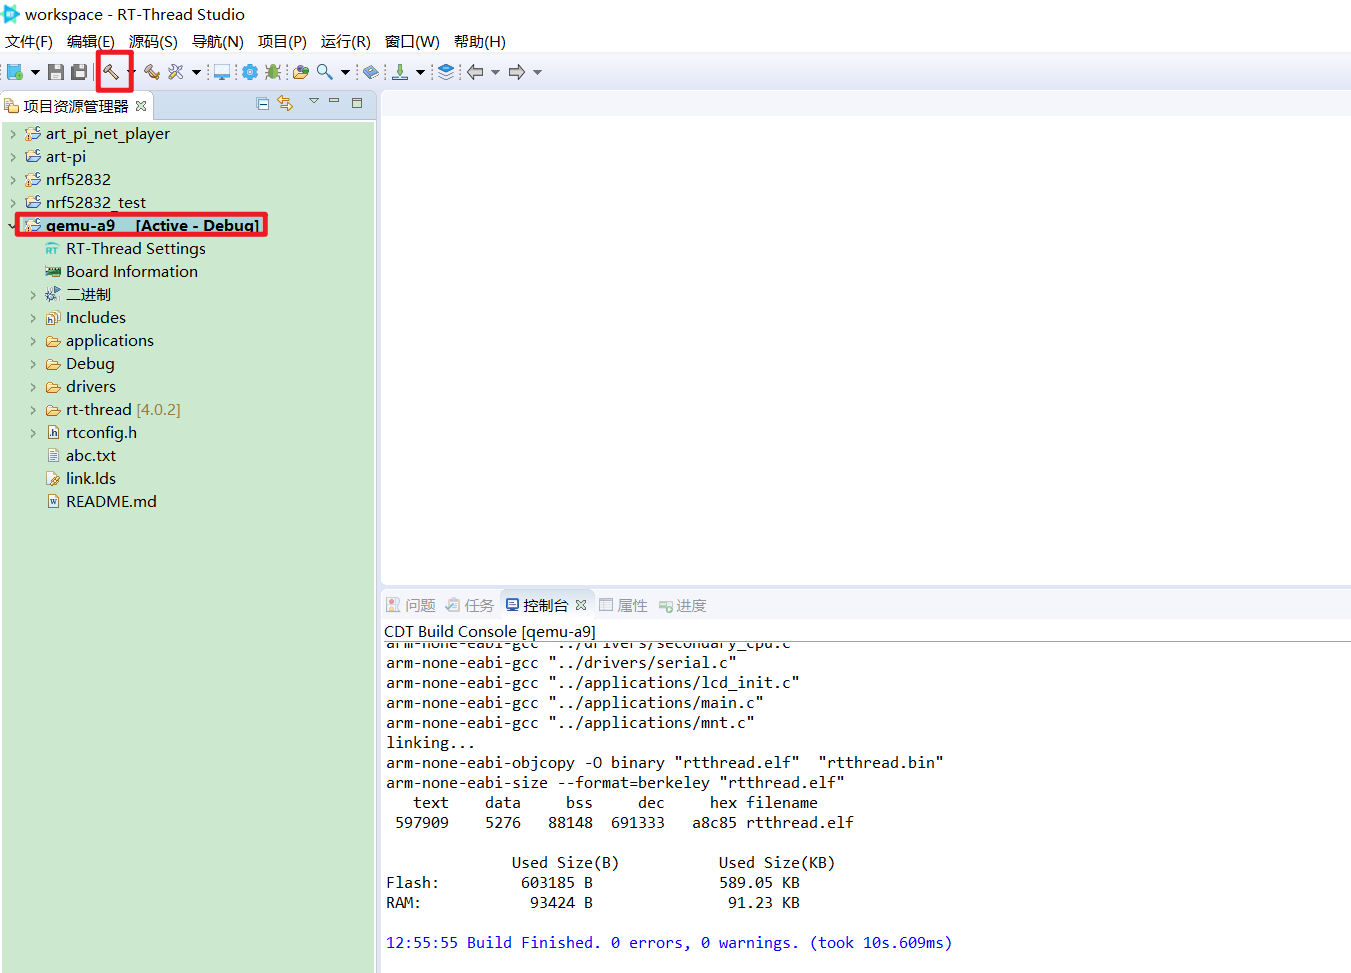 workspace - RT-Thread Studio
文件(F) 编辑(E) 源码(S) 导航(N) 项目(P) 运行(R) 窗口(W) 帮助(H)
项目资源管理器
art_pi_net_player
art-pi
nrf52832
nrf52832_test
qemu-a9 [Active - Debug]
RT-Thread Settings
Board Information
二进制
Includes
applications
Debug
drivers
rt-thread [4.0.2]
rtconfig.h
abc.txt
link.lds
README.md
问题 任务 控制台 属性 进度
CDT Build Console [qemu-a9]
arm-none-eabi-gcc "../drivers/secondary_cpu.c"
arm-none-eabi-gcc "../drivers/serial.c"
arm-none-eabi-gcc "../applications/lcd_init.c"
arm-none-eabi-gcc "../applications/main.c"
arm-none-eabi-gcc "../applications/mnt.c"
linking...
arm-none-eabi-objcopy -O binary "rtthread.elf"  "rtthread.bin"
arm-none-eabi-size --format=berkeley "rtthread.elf"
text data bss dec hex filename
597909 5276 88148 691333 a8c85 rtthread.elf
Used Size(B) Used Size(KB)
Flash: 603185 B 589.05 KB
RAM: 93424 B 91.23 KB
12:55:55 Build Finished. 0 errors, 0 warnings. (took 10s.609ms)